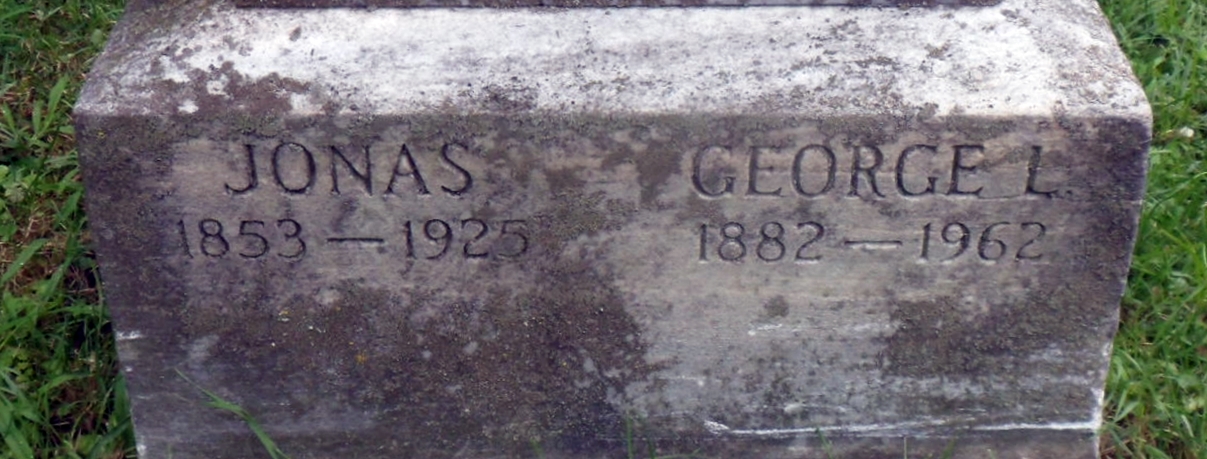 JONAS
1853 — 1925
GEORGE L.
1882 — 1962